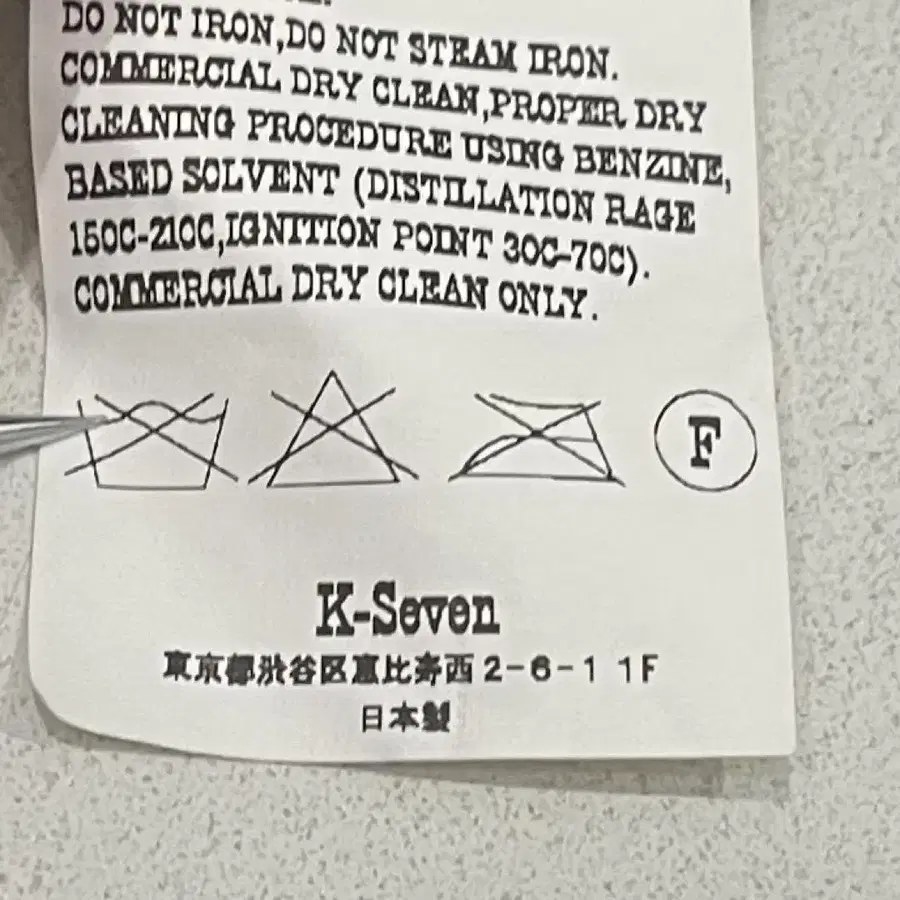 DO NOT IRON,DO NOT STEAM IRON.
COMMERCIAL DRY CLEAN,PROPER DRY
CLEANING PROCEDURE USING BENZINE,
BASED SOLVENT (DISTILLATION RAGE
150C-210C,IGNITION POINT 30C-70C).
COMMERCIAL DRY CLEAN ONLY.
F
K-Seven
東京都渋谷区恵比寿西2-6-1 1F
日本製